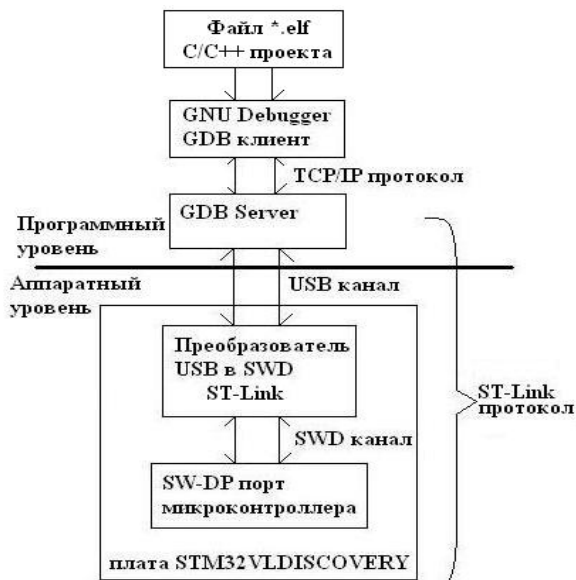 Файл *.elf
C/C++ проекта
GNU Debugger
GDB клиент
TCP/IP протокол
GDB Server
Программный
уровень
Аппаратный
уровень
USB канал
Преобразователь
USB в SWD
ST-Link
ST-Link
протокол
SWD канал
SW-DP порт
микроконтроллера
плата STM32VLDISCOVERY